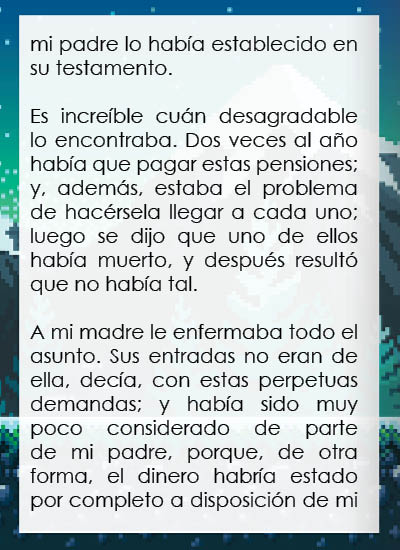 mi padre lo había establecido en
su testamento.
Es increíble cuán desagradable
lo encontraba. Dos veces al año
había que pagar estas pensiones;
y, además, estaba el problema
de hacérsela llegar a cada uno;
luego se dijo que uno de ellos
había muerto, y después resultó
que no había tal.
A mi madre le enfermaba todo el
asunto. Sus entradas no eran de
ella, decía, con estas perpetuas
demandas; y había sido muy
poco considerado de parte
de mi padre, porque, de otra
forma, el dinero habría estado
por completo a disposición de mi